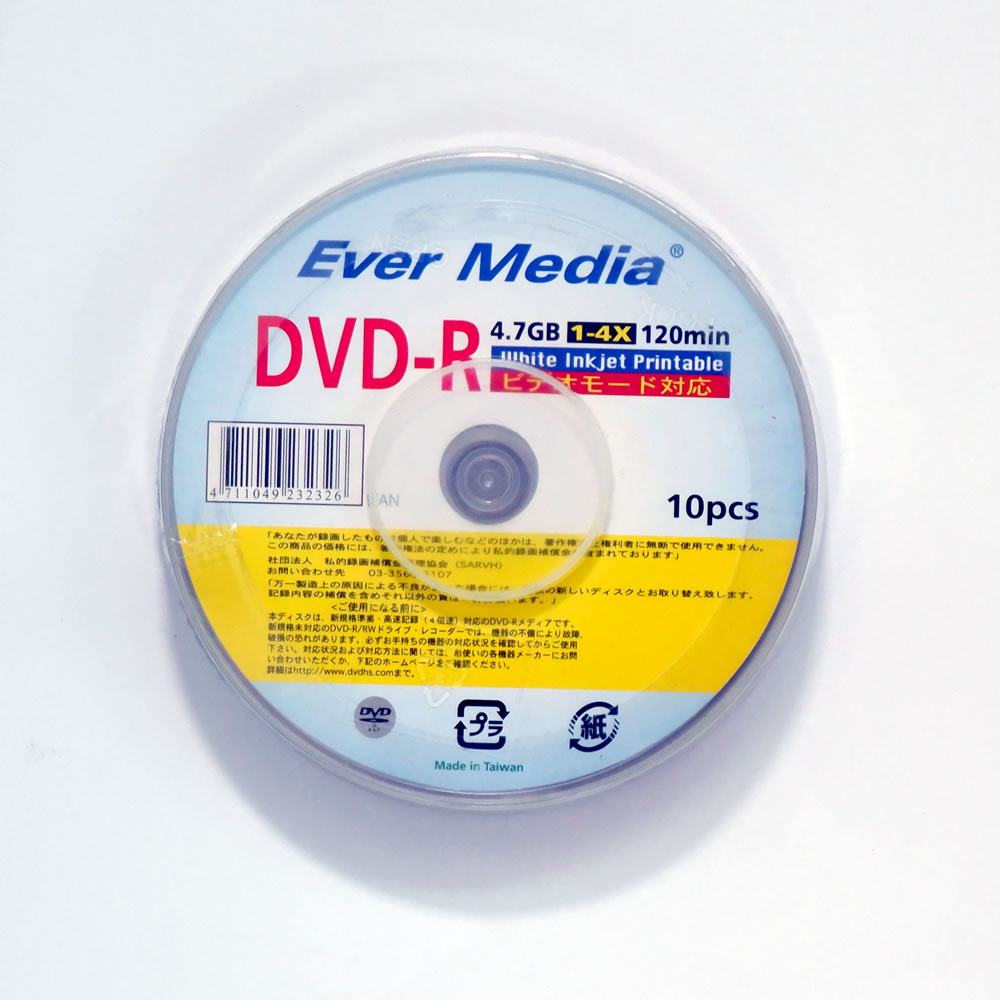 Ever Media®
DVD-R
4.7GB 1-4X 120min
White Inkjet Printable
ビデオモード対応
4 711049 232326
10pcs
「あなたが録画したもの 個人で楽しむなどのほかは、著作権 上権利者に無断で使用できません。
この商品の価格には、著 権法の定めにより私的録画補償金 含まれております」
社団法人 私的録画補償金 理協会 (SARVH)
お問い合わせ先 03-356 107
「万一製造上の原因による不良が 場合には の新しいディスクとお取り替え致します。
記録内容の補償を含めそれ以外の責
<ご使用になる前に>
本ディスクは、新規格準拠・高速記録(4倍速)対応のDVD-Rメディアです。
新規格未対応のDVD-R/RWドライブ・レコーダーでは、機器の不備により故障、
破損の恐れがあります。必ずお手持ちの機器の対応状況を確認してからご使用
下さい。対応状況および対応方法に関しては、お使いの各機器メーカーにお問
い合わせいただくか、下記のホームページをご確認ください。
詳細はhttp://www.dvdhs.comまで。
DVD
プラ
紙
Made in Taiwan